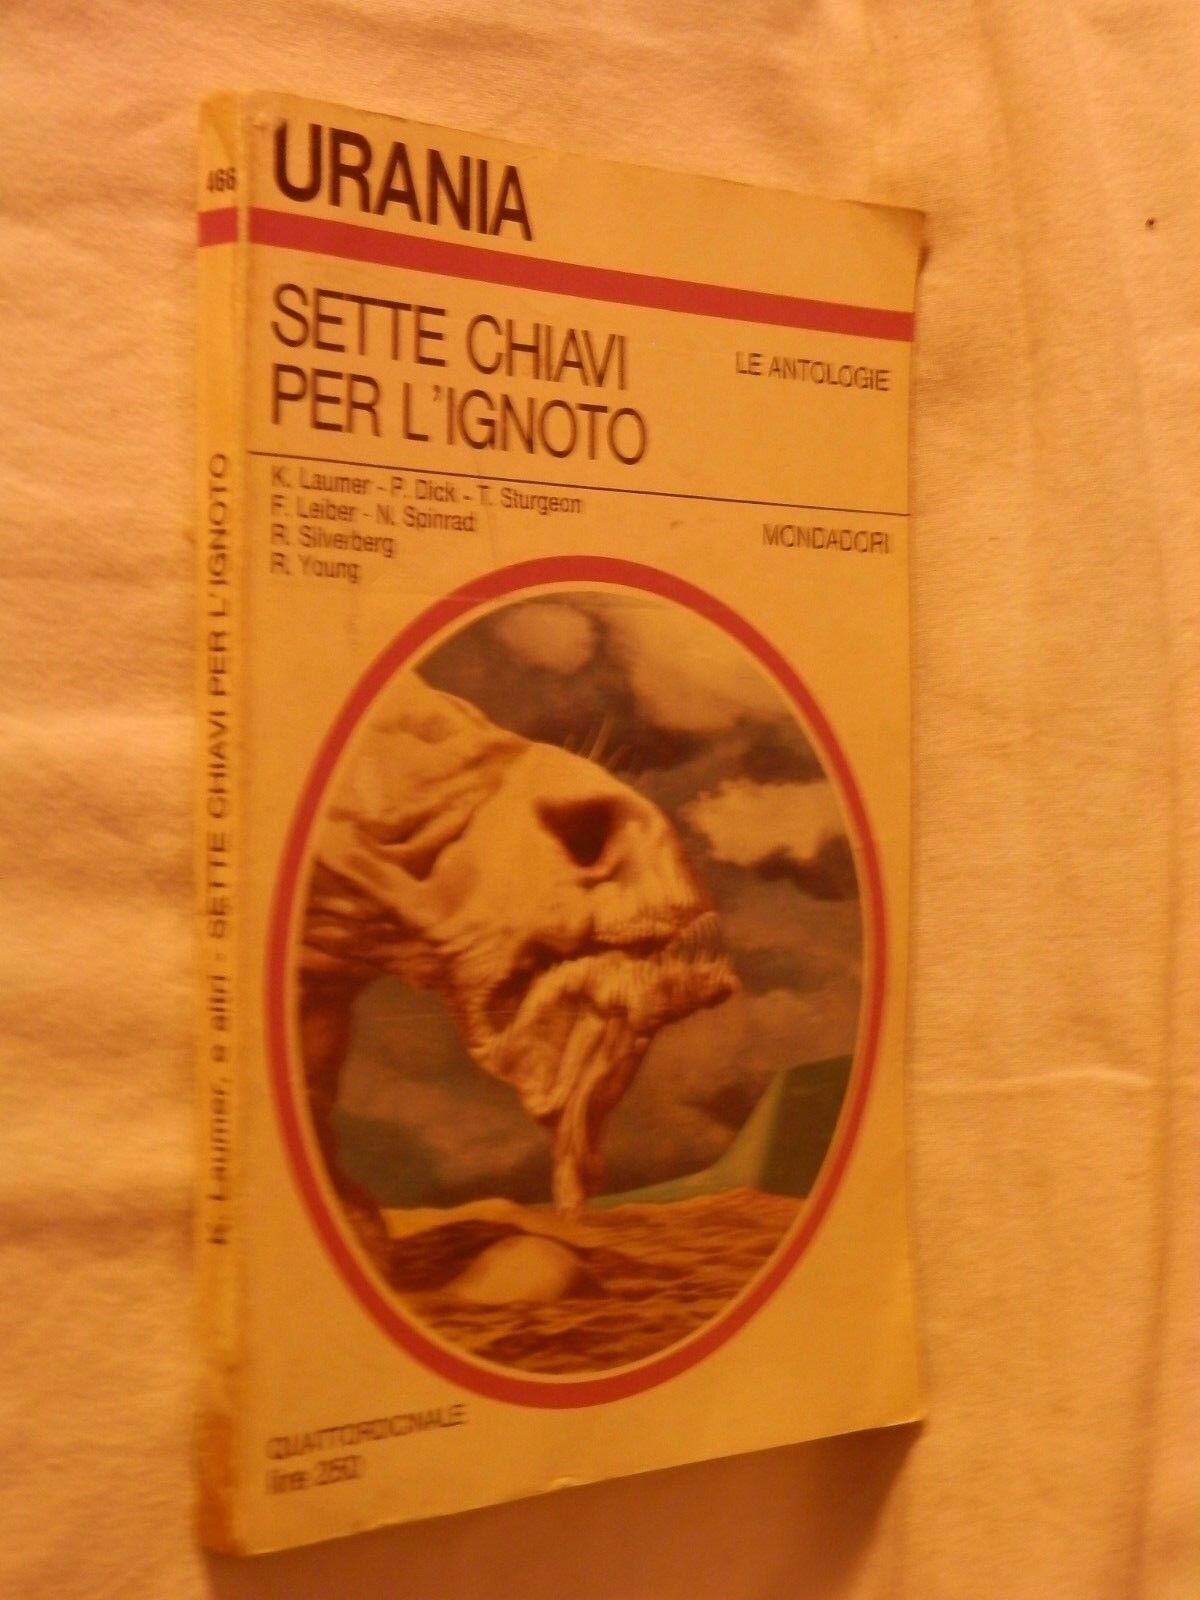 URANIA
SETTE CHIAVI
PER L'IGNOTO
LE ANTOLOGIE
K. Laumer - P. Dick - T. Sturgeon
F. Leiber - N. Spinrad
R. Silverberg
R. Young
MONDADORI
QUATTORDICINALE
lire 250
466
K. Laumer, e altri - SETTE CHIAVI PER L'IGNOTO